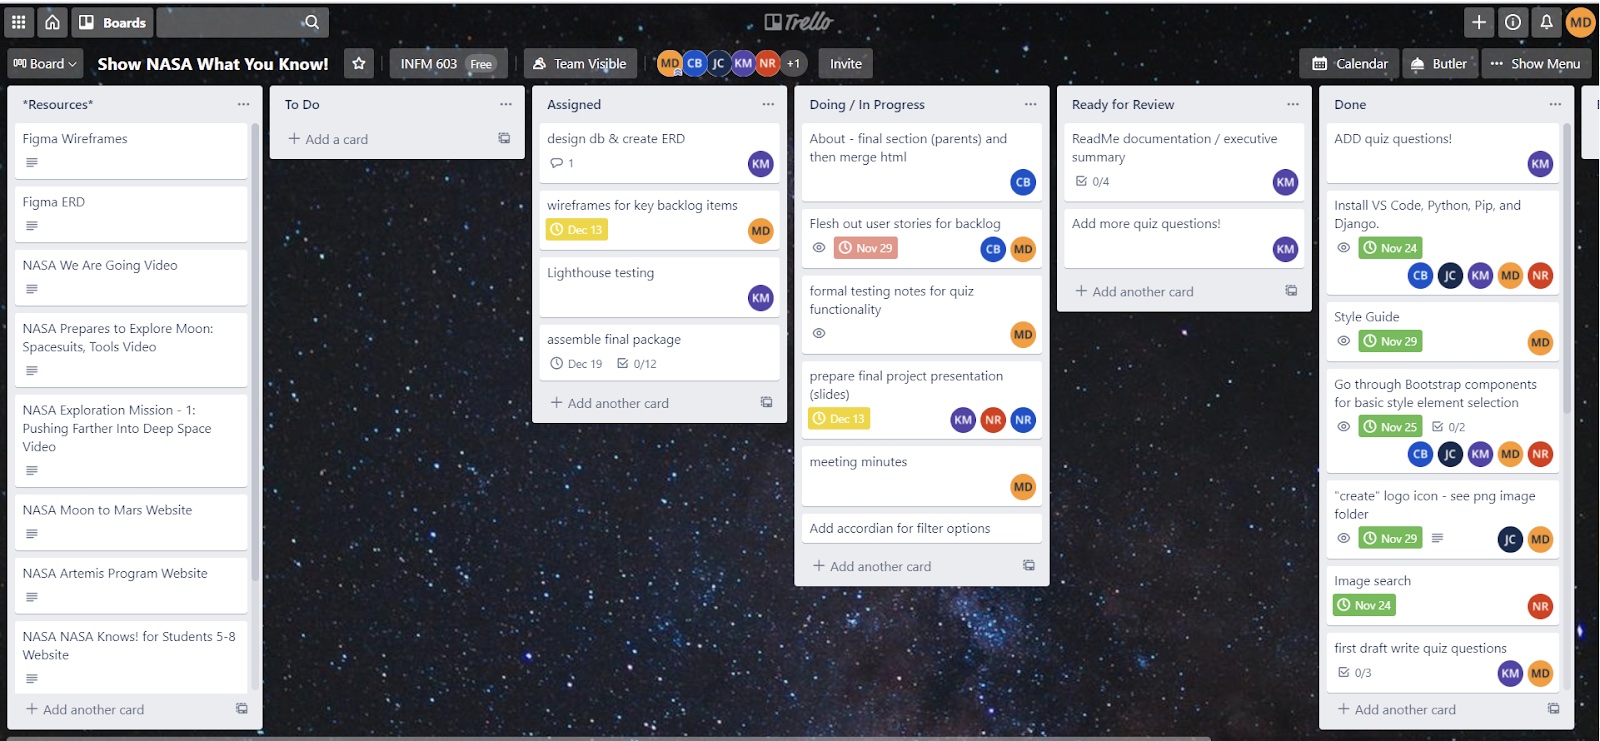 Boards
Trello
MD
Board
Show NASA What You Know!
INFM 603 Free
Team Visible
MD CB JC KM NR +1
Invite
Calendar
Butler
... Show Menu
*Resources*
Figma Wireframes
Figma ERD
NASA We Are Going Video
NASA Prepares to Explore Moon:
Spacesuits, Tools Video
NASA Exploration Mission - 1:
Pushing Farther Into Deep Space
Video
NASA Moon to Mars Website
NASA Artemis Program Website
NASA NASA Knows! for Students 5-8
Website
+ Add another card
To Do
+ Add a card
Assigned
design db & create ERD
1
KM
wireframes for key backlog items
Dec 13
MD
Lighthouse testing
KM
assemble final package
Dec 19 0/12
+ Add another card
Doing / In Progress
About - final section (parents) and
then merge html
CB
Flesh out user stories for backlog
Nov 29
CB MD
formal testing notes for quiz
functionality
MD
prepare final project presentation
(slides)
Dec 13
KM NR NR
meeting minutes
MD
Add accordian for filter options
+ Add another card
Ready for Review
ReadMe documentation / executive
summary
0/4
KM
Add more quiz questions!
KM
+ Add another card
Done
ADD quiz questions!
KM
Install VS Code, Python, Pip, and
Django.
Nov 24
CB JC KM MD NR
Style Guide
Nov 29
MD
Go through Bootstrap components
for basic style element selection
Nov 25 0/2
CB JC KM MD NR
"create" logo icon - see png image
folder
Nov 29
JC MD
Image search
Nov 24
NR
first draft write quiz questions
0/3
KM MD
+ Add another card